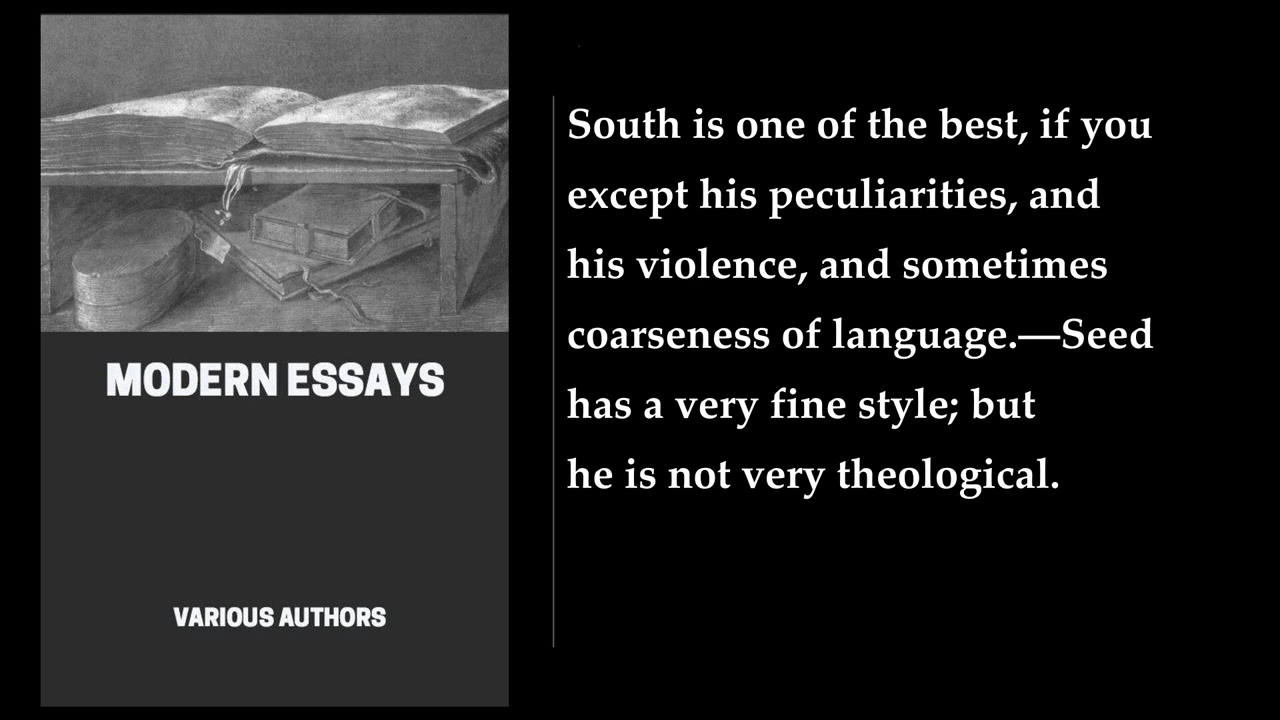 MODERN ESSAYS
VARIOUS AUTHORS
South is one of the best, if you
except his peculiarities, and
his violence, and sometimes
coarseness of language.—Seed
has a very fine style; but
he is not very theological.